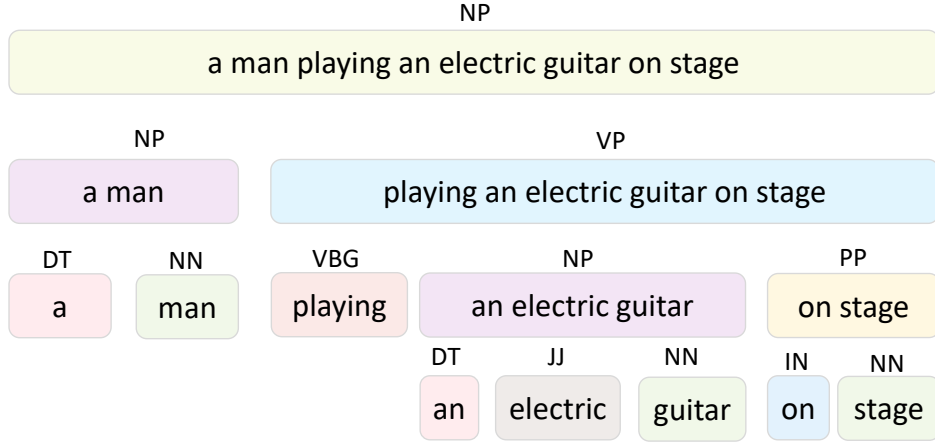 NP
a man playing an electric guitar on stage
NP VP
a man playing an electric guitar on stage
DT NN VBG NP PP
a man playing an electric guitar on stage
DT JJ NN IN NN
an electric guitar on stage